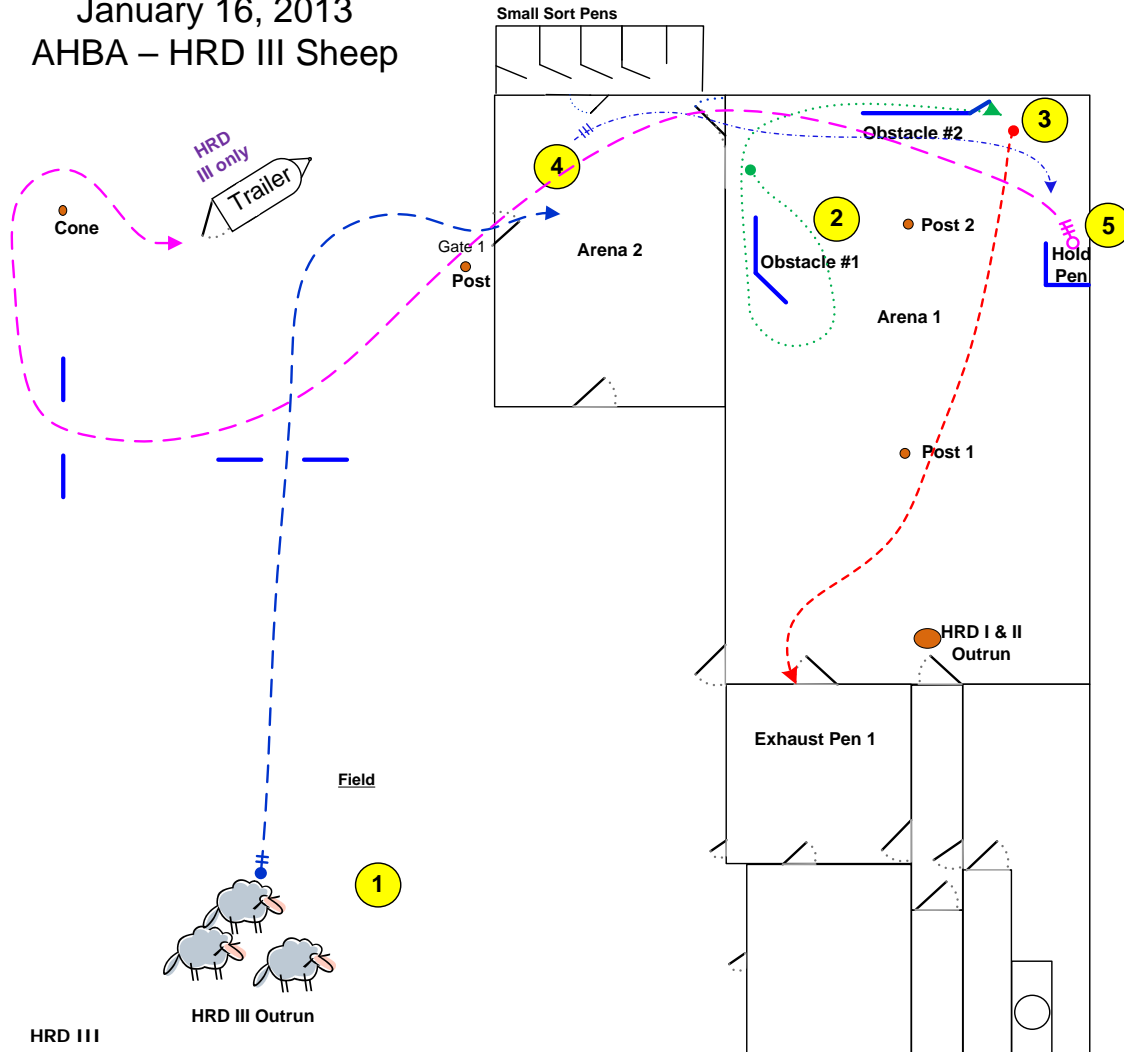 January 16, 2013
AHBA – HRD III Sheep
Small Sort Pens
HRD
III only
Trailer
Cone
Gate 1
Post
4
Arena 2
Obstacle #2
3
2
Post 2
Obstacle #1
5
Hold
Pen
Arena 1
Post 1
HRD I & II
Outrun
Exhaust Pen 1
Field
1
HRD III Outrun
HRD III